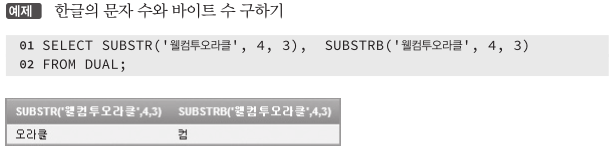 예제 한글의 문자 수와 바이트 수 구하기
01 SELECT SUBSTR('웰컴투오라클', 4, 3), SUBSTRB('웰컴투오라클', 4, 3)
02 FROM DUAL;
SUBSTR('웰컴투오라클',4,3) SUBSTRB('웰컴투오라클',4,3)
오라클 컴